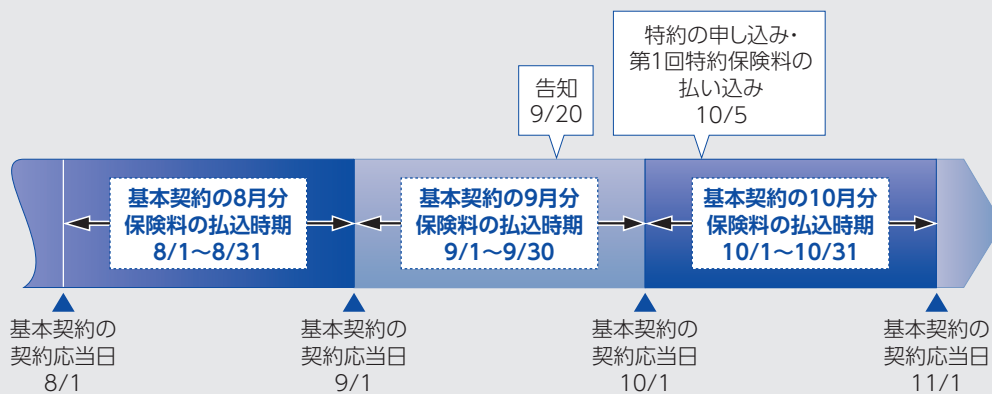 特約の申し込み・
第1回特約保険料の
払い込み
10/5
告知
9/20
基本契約の8月分
保険料の払込時期
8/1～8/31
基本契約の9月分
保険料の払込時期
9/1～9/30
基本契約の10月分
保険料の払込時期
10/1～10/31
基本契約の
契約応当日
8/1
基本契約の
契約応当日
9/1
基本契約の
契約応当日
10/1
基本契約の
契約応当日
11/1